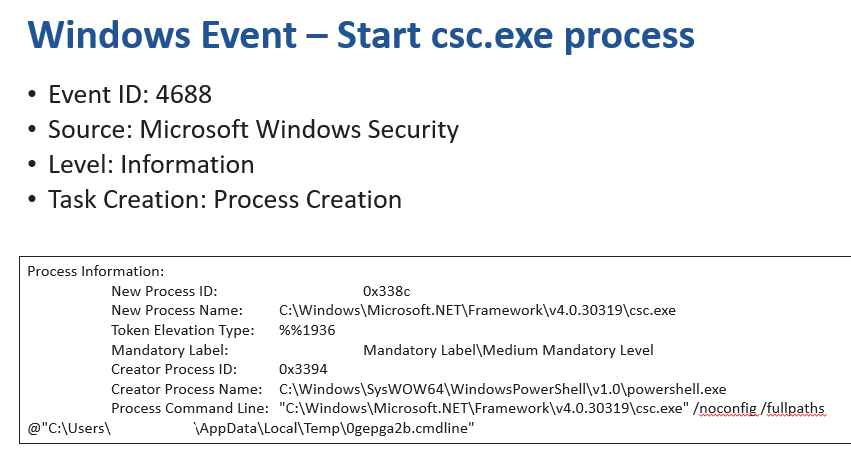 Windows Event – Start csc.exe process
• Event ID: 4688
• Source: Microsoft Windows Security
• Level: Information
• Task Creation: Process Creation
Process Information:
New Process ID: 0x338c
New Process Name: C:\Windows\Microsoft.NET\Framework\v4.0.30319\csc.exe
Token Elevation Type: %%1936
Mandatory Label: Mandatory Label\Medium Mandatory Level
Creator Process ID: 0x3394
Creator Process Name: C:\Windows\SysWOW64\WindowsPowerShell\v1.0\powershell.exe
Process Command Line: "C:\Windows\Microsoft.NET\Framework\v4.0.30319\csc.exe" /noconfig /fullpaths
@"C:\Users\ \AppData\Local\Temp\0gepga2b.cmdline"